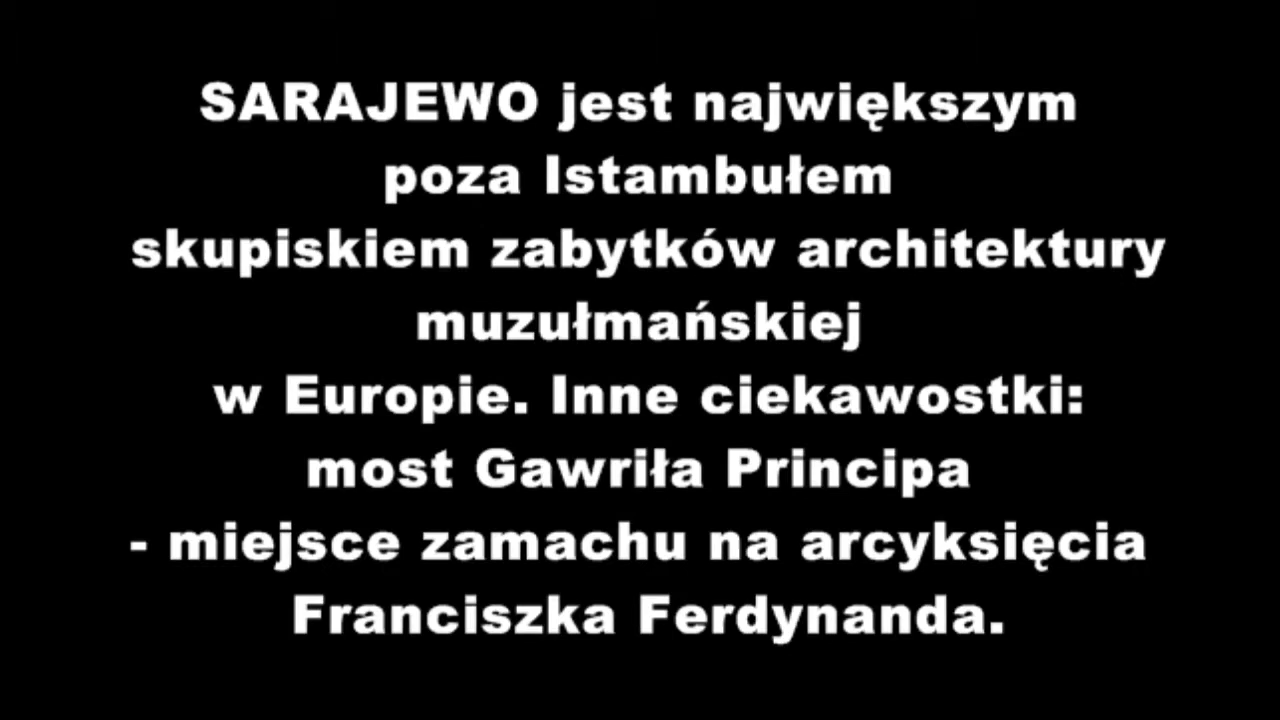 SARAJEWO jest największym
poza Istambułem
skupiskiem zabytków architektury
muzułmańskiej
w Europie. Inne ciekawostki:
most Gawriła Principa
- miejsce zamachu na arcyksięcia
Franciszka Ferdynanda.